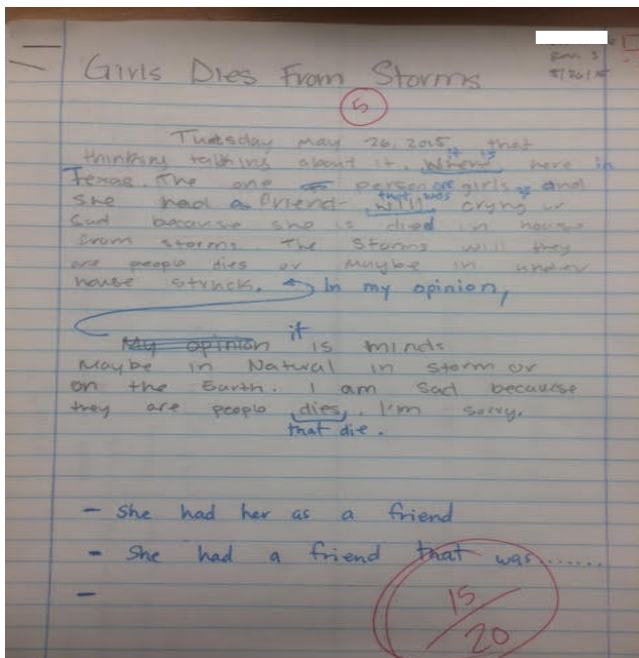 Girls Dies From Storms
5/26/15
5
Tuesday May 26, 2015, that
it is
thinking talking about it. Where here in
Texas. The one person are girls and
that was
she had a friend will crying or
sad because she is died in house
from storms. The storms will they
are people dies or maybe in under
house struck. In my opinion,
it
My opinion is minds
maybe in Natural in storm or
on the Earth. I am sad becauese
they are people dies. I'm sorry.
that die.
- She had her as a friend
- She had a friend that was......
-
15/20